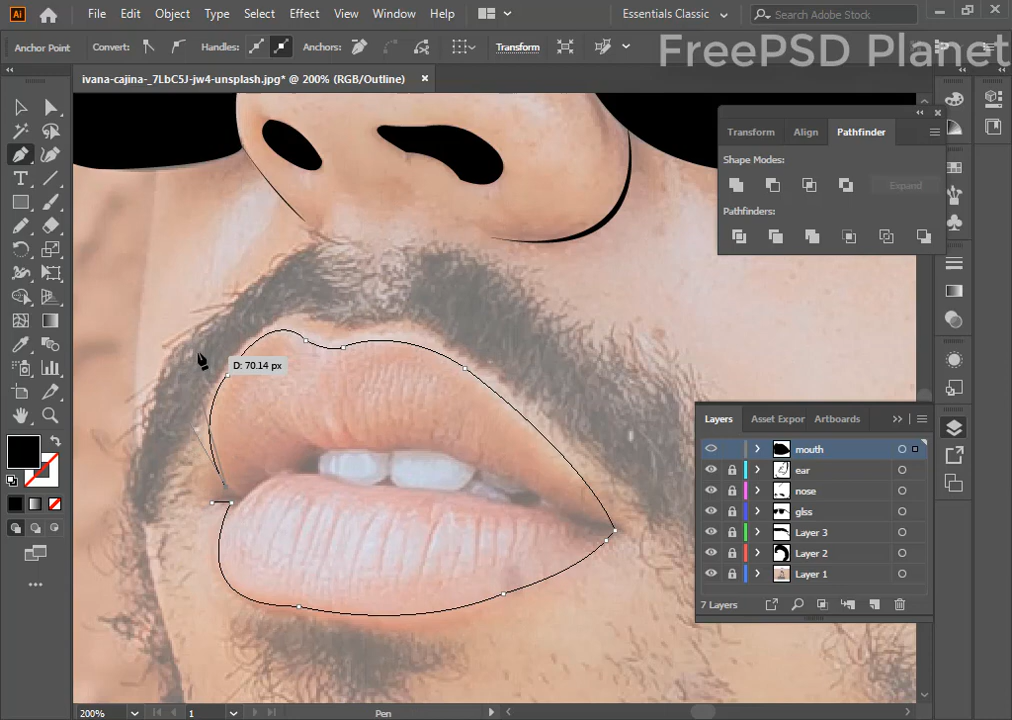 Ai File Edit Object Type Select Effect View Window Help Essentials Classic Search Adobe Stock
Anchor Point Convert: Handles: Anchors: Transform
FreePSD Planet
ivana-cajina-_7LbC5J-jw4-unsplash.jpg* @ 200% (RGB/Outline)
Transform Align Pathfinder
Shape Modes:
Expand
Pathfinders:
D: 70.14 px
Layers Asset Expor Artboards
mouth
ear
nose
glss
Layer 3
Layer 2
Layer 1
7 Layers
200% 1 Pen